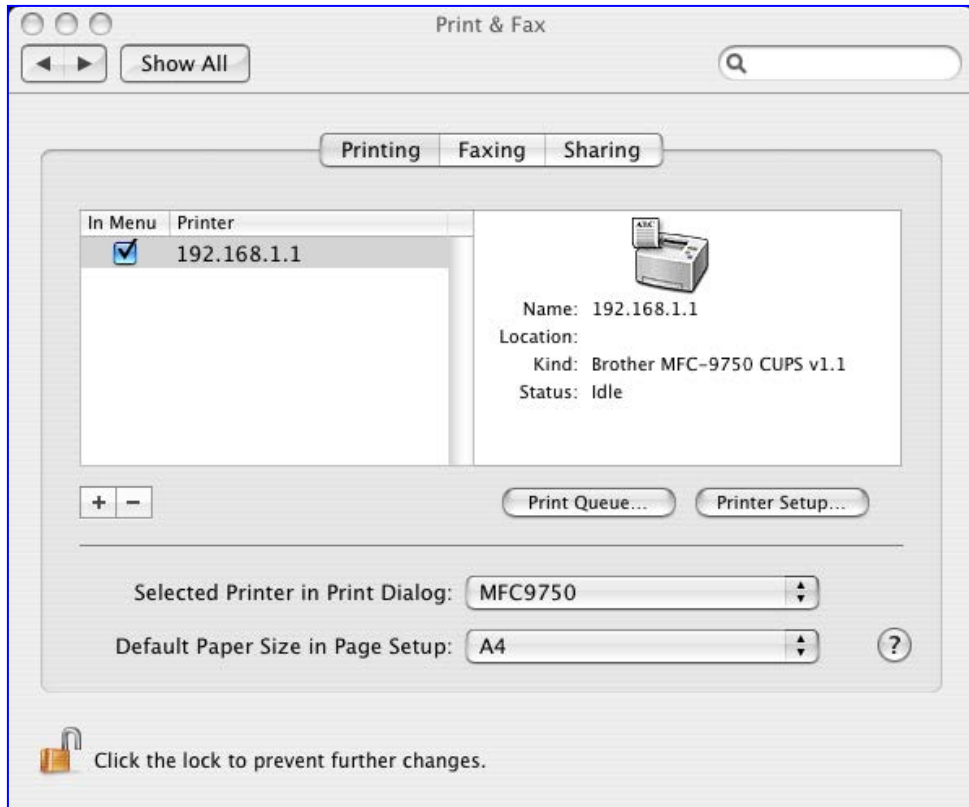 Print & Fax
Show All
Printing Faxing Sharing
In Menu Printer
192.168.1.1
ABC
Name: 192.168.1.1
Location:
Kind: Brother MFC-9750 CUPS v1.1
Status: Idle
+ −
Print Queue... Printer Setup...
Selected Printer in Print Dialog: MFC9750
Default Paper Size in Page Setup: A4
?
Click the lock to prevent further changes.